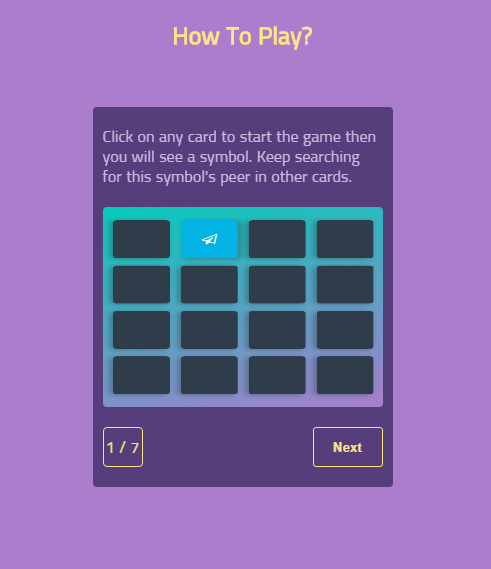 How To Play?
Click on any card to start the game then
you will see a symbol. Keep searching
for this symbol's peer in other cards.
1 / 7
Next